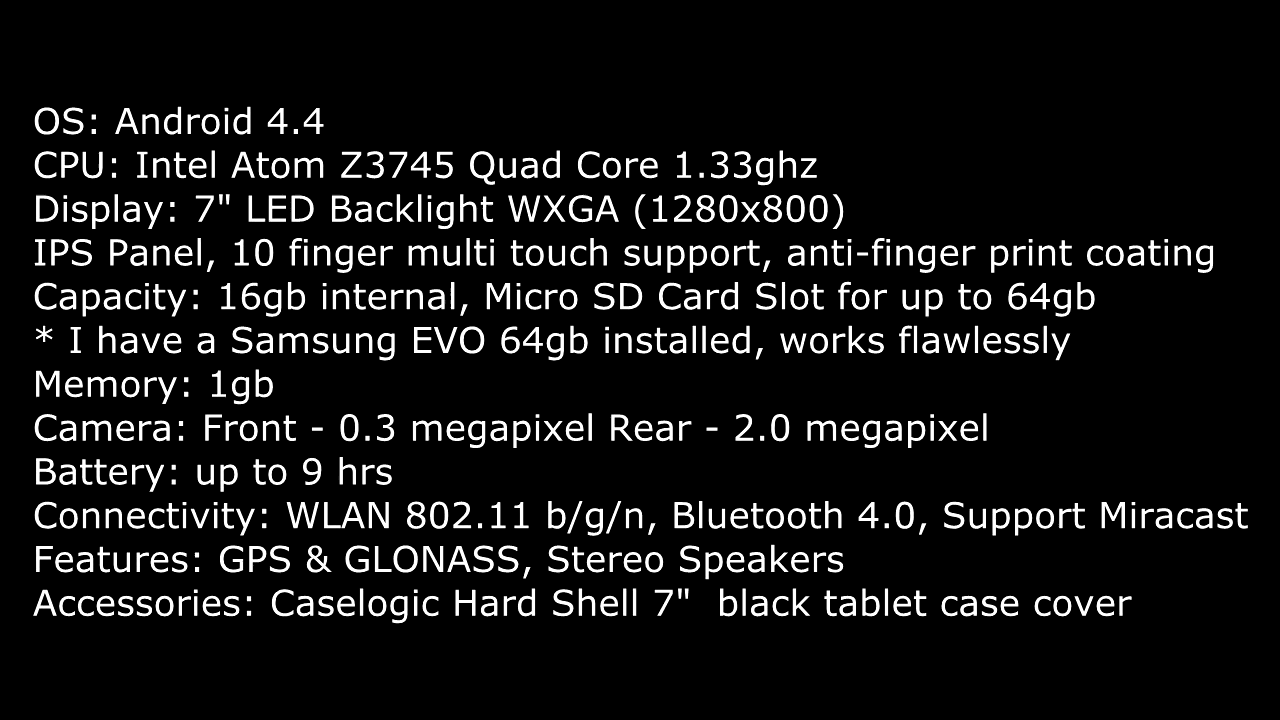 OS: Android 4.4
CPU: Intel Atom Z3745 Quad Core 1.33ghz
Display: 7" LED Backlight WXGA (1280x800)
IPS Panel, 10 finger multi touch support, anti-finger print coating
Capacity: 16gb internal, Micro SD Card Slot for up to 64gb
* I have a Samsung EVO 64gb installed, works flawlessly
Memory: 1gb
Camera: Front - 0.3 megapixel Rear - 2.0 megapixel
Battery: up to 9 hrs
Connectivity: WLAN 802.11 b/g/n, Bluetooth 4.0, Support Miracast
Features: GPS & GLONASS, Stereo Speakers
Accessories: Caselogic Hard Shell 7"  black tablet case cover